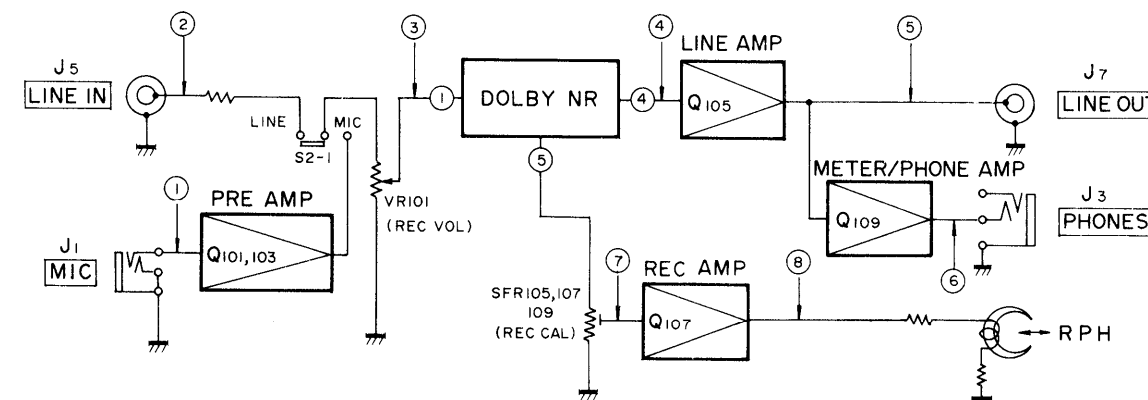 2
3
4
5
LINE AMP
J5
LINE IN
1
DOLBY NR
4
Q105
J7
LINE OUT
LINE
MIC
S2-1
5
METER/PHONE AMP
1
PRE AMP
VR101
(REC VOL)
Q109
J3
PHONES
J1
MIC
Q101,103
7
REC AMP
8
6
SFR105,107
109
(REC CAL)
Q107
RPH